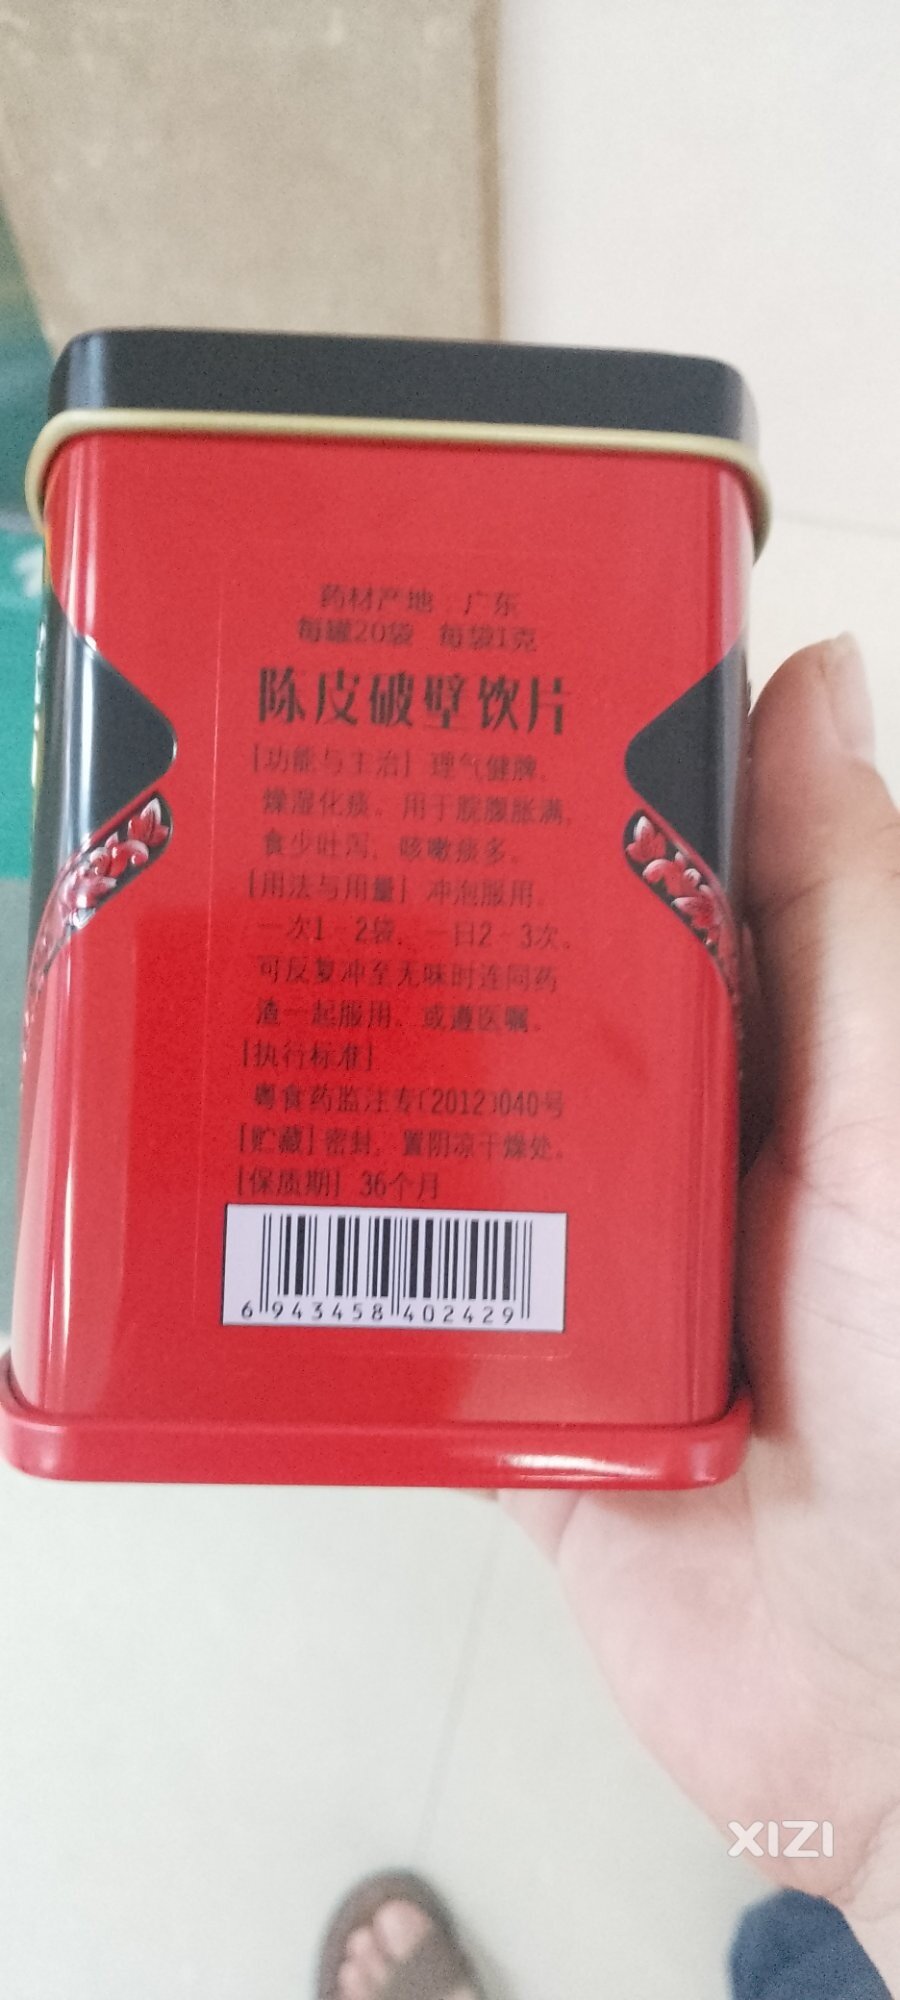 药材产地：广东
每罐20袋 每袋1克
陈皮破壁饮片
[功能与主治] 理气健脾，
燥湿化痰。用于脘腹胀满，
食少吐泻，咳嗽痰多。
[用法与用量] 冲泡服用。
一次1-2袋，一日2-3次。
可反复冲至无味时连同药
渣一起服用。或遵医嘱。
[执行标准]
粤食药监注专(2012)040号
[贮藏] 密封，置阴凉干燥处。
[保质期] 36个月
6 943458 402429
XIZI